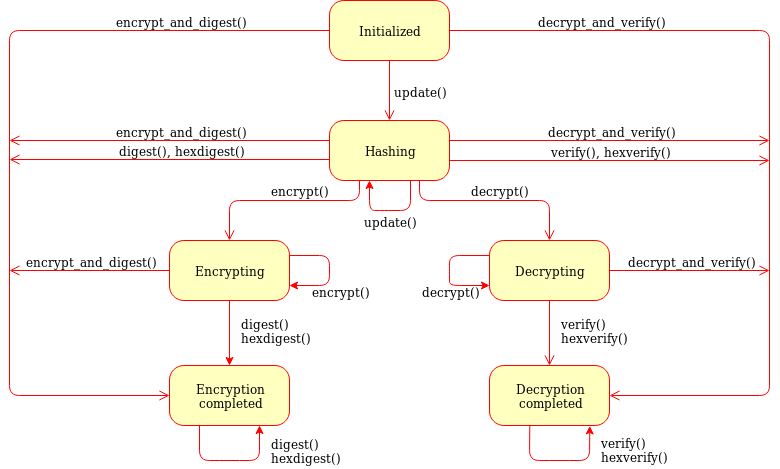 encrypt_and_digest()
decrypt_and_verify()
Initialized
update()
encrypt_and_digest()
decrypt_and_verify()
Hashing
digest(), hexdigest()
verify(), hexverify()
encrypt()
decrypt()
update()
encrypt_and_digest()
decrypt_and_verify()
Encrypting
Decrypting
encrypt()
decrypt()
digest()
hexdigest()
verify()
hexverify()
Encryption
completed
Decryption
completed
digest()
hexdigest()
verify()
hexverify()